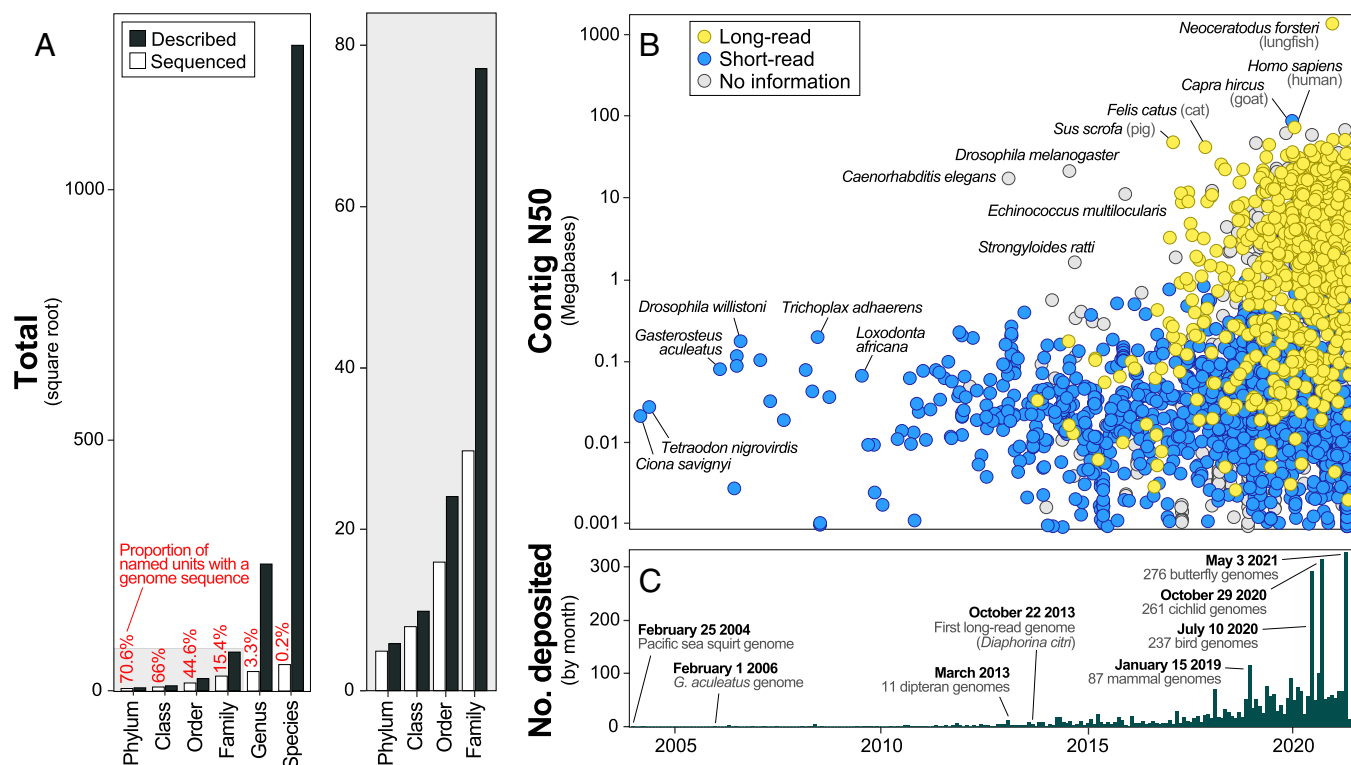 A
Described
Sequenced
Total
(square root)
1000
500
0
Proportion of
named units with a
genome sequence
70.6%
66%
44.6%
15.4%
3.3%
0.2%
Phylum
Class
Order
Family
Genus
Species
80
60
40
20
0
Phylum
Class
Order
Family
B
Long-read
Short-read
No information
Contig N50
(Megabases)
1000
100
10
1
0.1
0.01
0.001
Neoceratodus forsteri
(lungfish)
Homo sapiens
(human)
Capra hircus
(goat)
Felis catus (cat)
Sus scrofa (pig)
Drosophila melanogaster
Caenorhabditis elegans
Echinococcus multilocularis
Strongyloides ratti
Drosophila willistoni
Trichoplax adhaerens
Gasterosteus
aculeatus
Loxodonta
africana
Tetraodon nigrovirdis
Ciona savignyi
C
No. deposited
(by month)
300
200
100
0
February 25 2004
Pacific sea squirt genome
February 1 2006
G. aculeatus genome
March 2013
11 dipteran genomes
October 22 2013
First long-read genome
(Diaphorina citri)
May 3 2021
276 butterfly genomes
October 29 2020
261 cichlid genomes
July 10 2020
237 bird genomes
January 15 2019
87 mammal genomes
2005
2010
2015
2020